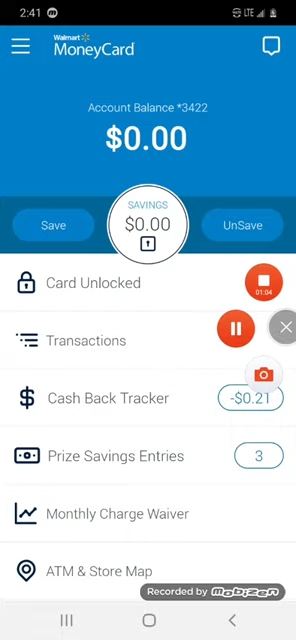 2:41 LTE
Walmart
MoneyCard
Account Balance *3422
$0.00
SAVINGS
Save $0.00 UnSave
Card Unlocked
01:04
Transactions
Cash Back Tracker -$0.21
Prize Savings Entries 3
Monthly Charge Waiver
ATM & Store Map
Recorded by mobizen